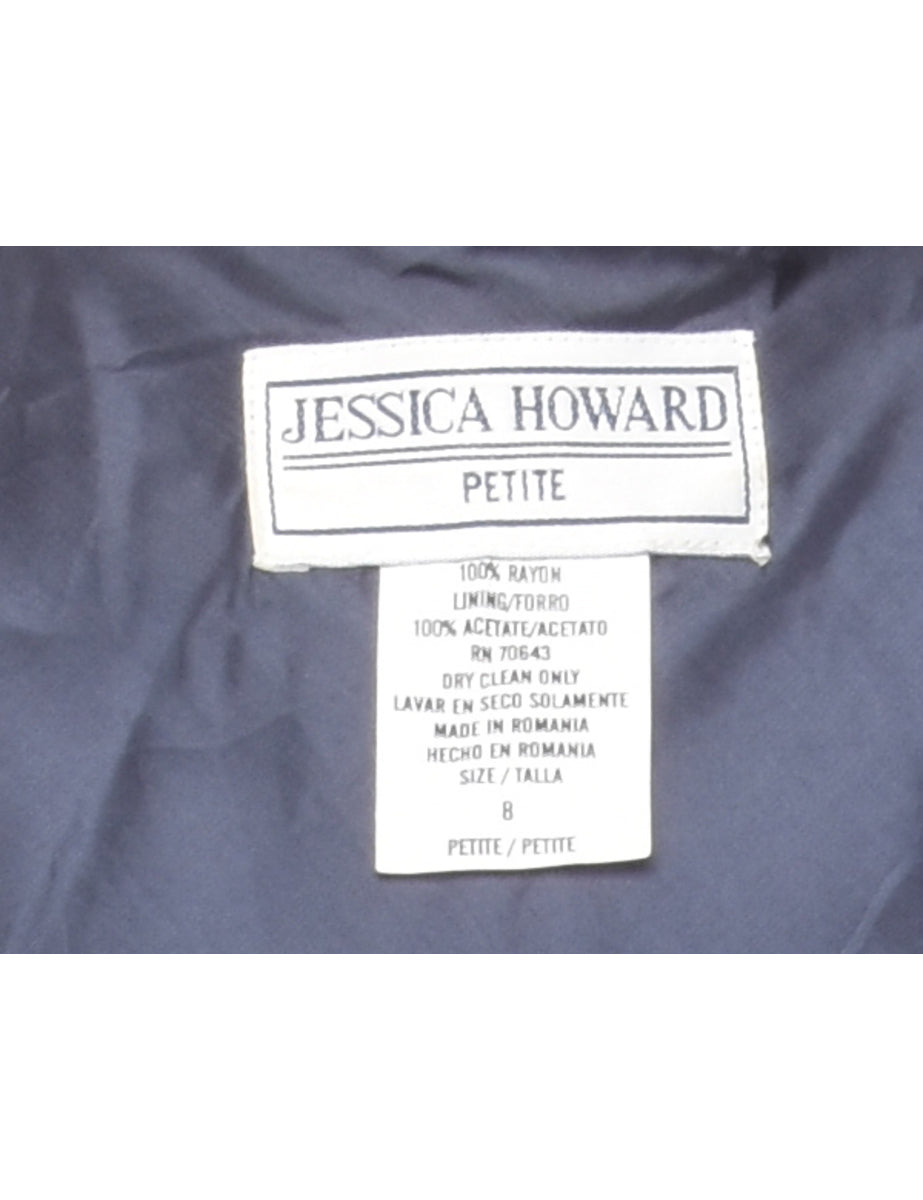 JESSICA HOWARD
PETITE
100% RAYON
LINING/FORRO
100% ACETATE/ACETATO
RN 70643
DRY CLEAN ONLY
LAVAR EN SECO SOLAMENTE
MADE IN ROMANIA
HECHO EN ROMANIA
SIZE / TALLA
8
PETITE / PETITE